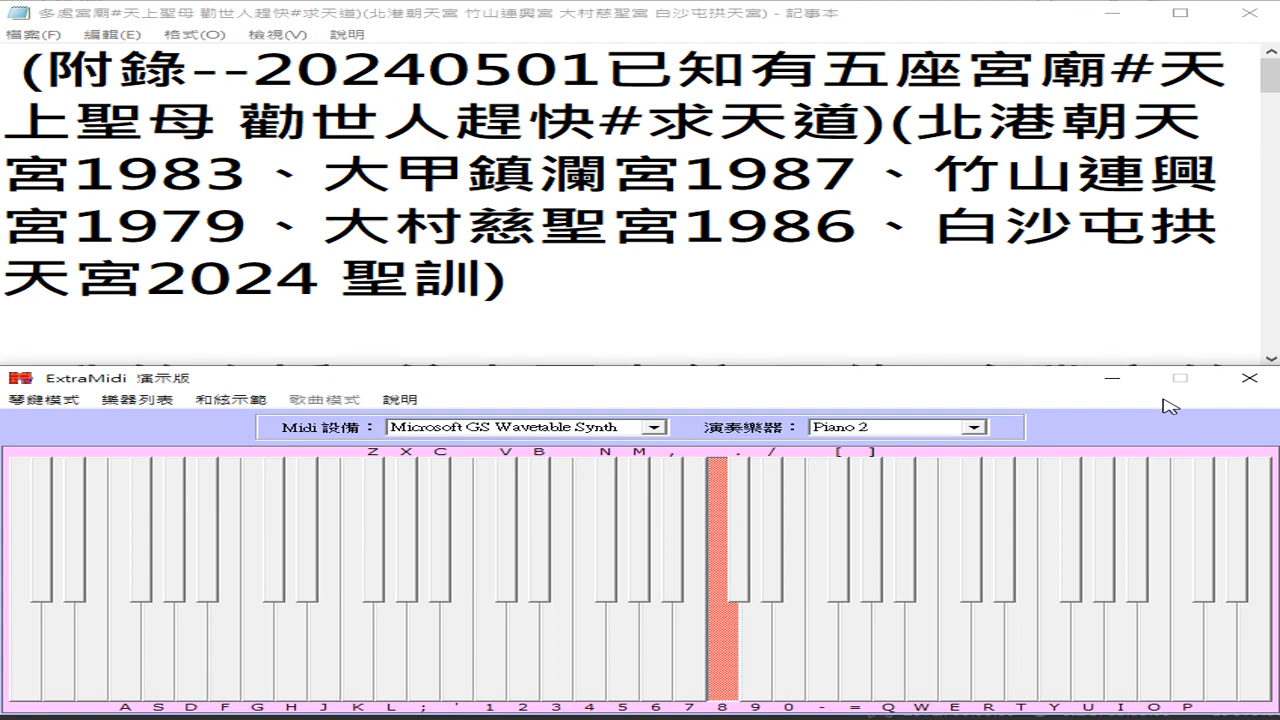 多處宮廟#天上聖母 勸世人趕快#求天道)(北港朝天宮 竹山連興宮 大村慈聖宮 白沙屯拱天宮) - 記事本
檔案(F) 編輯(E) 格式(O) 檢視(V) 說明
(附錄--20240501已知有五座宮廟#天
上聖母 勸世人趕快#求天道)(北港朝天
宮1983、大甲鎮瀾宮1987、竹山連興
宮1979、大村慈聖宮1986、白沙屯拱
天宮2024 聖訓)
ExtraMidi 演示版
琴鍵模式 樂器列表 和絃示範 歌曲模式 說明
Midi 設備： Microsoft GS Wavetable Synth 演奏樂器： Piano 2
Z X C V B N M , . / [ ]
A S D F G H J K L ; ' 1 2 3 4 5 6 7 8 9 0 - = Q W E R T Y U I O P